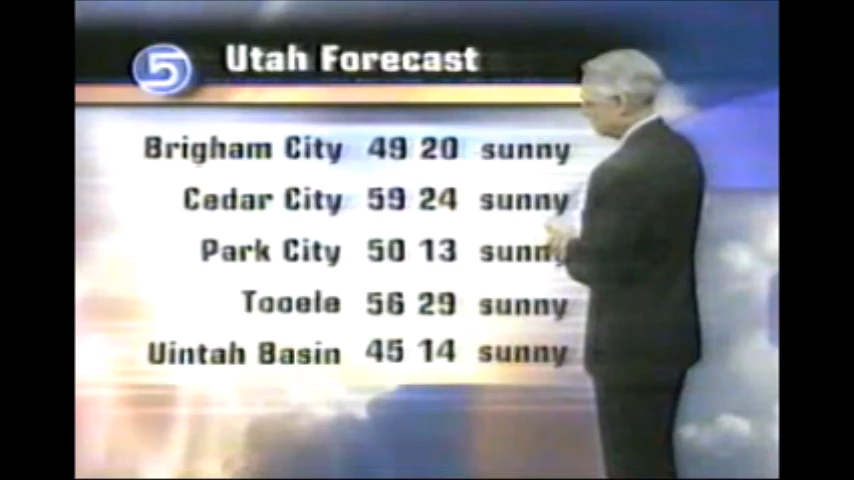 5 Utah Forecast
Brigham City 49 20 sunny
Cedar City 59 24 sunny
Park City 50 13 sunny
Tooele 56 29 sunny
Uintah Basin 45 14 sunny